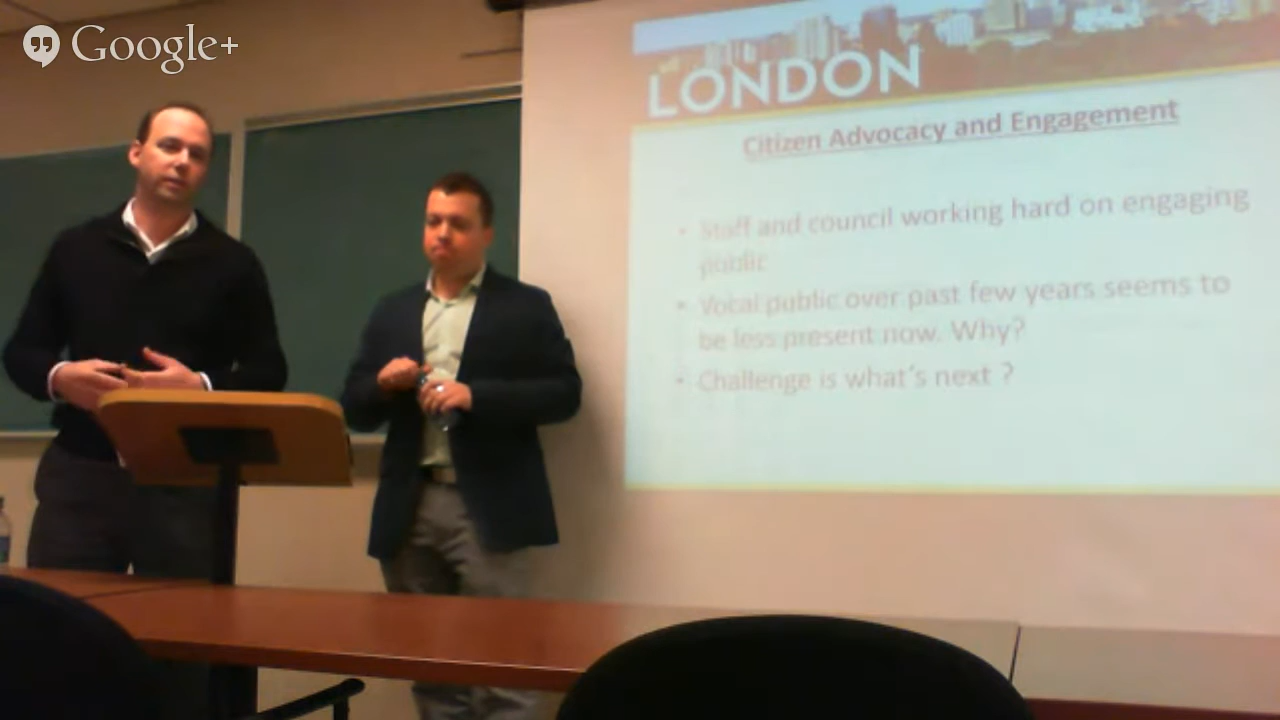 Google+
LONDON
Citizen Advocacy and Engagement
• Staff and council working hard on engaging
public
• Vocal public over past few years seems to
be less present now. Why?
• Challenge is what's next ?